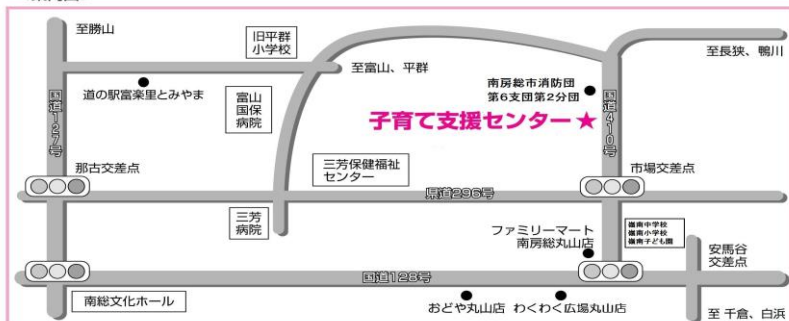 至勝山
旧平群
小学校
至富山、平群
至長狭、鴨川
道の駅富楽里とみやま
富山
国保
病院
南房総市消防団
第6支団第2分団
国道127号
国道410号
子育て支援センター★
那古交差点
三芳保健福祉
センター
市場交差点
県道296号
三芳
病院
ファミリーマート
南房総丸山店
嶺南中学校
嶺南小学校
嶺南子ども園
安馬谷
交差点
国道128号
南総文化ホール
おどや丸山店
わくわく広場丸山店
至 千倉、白浜